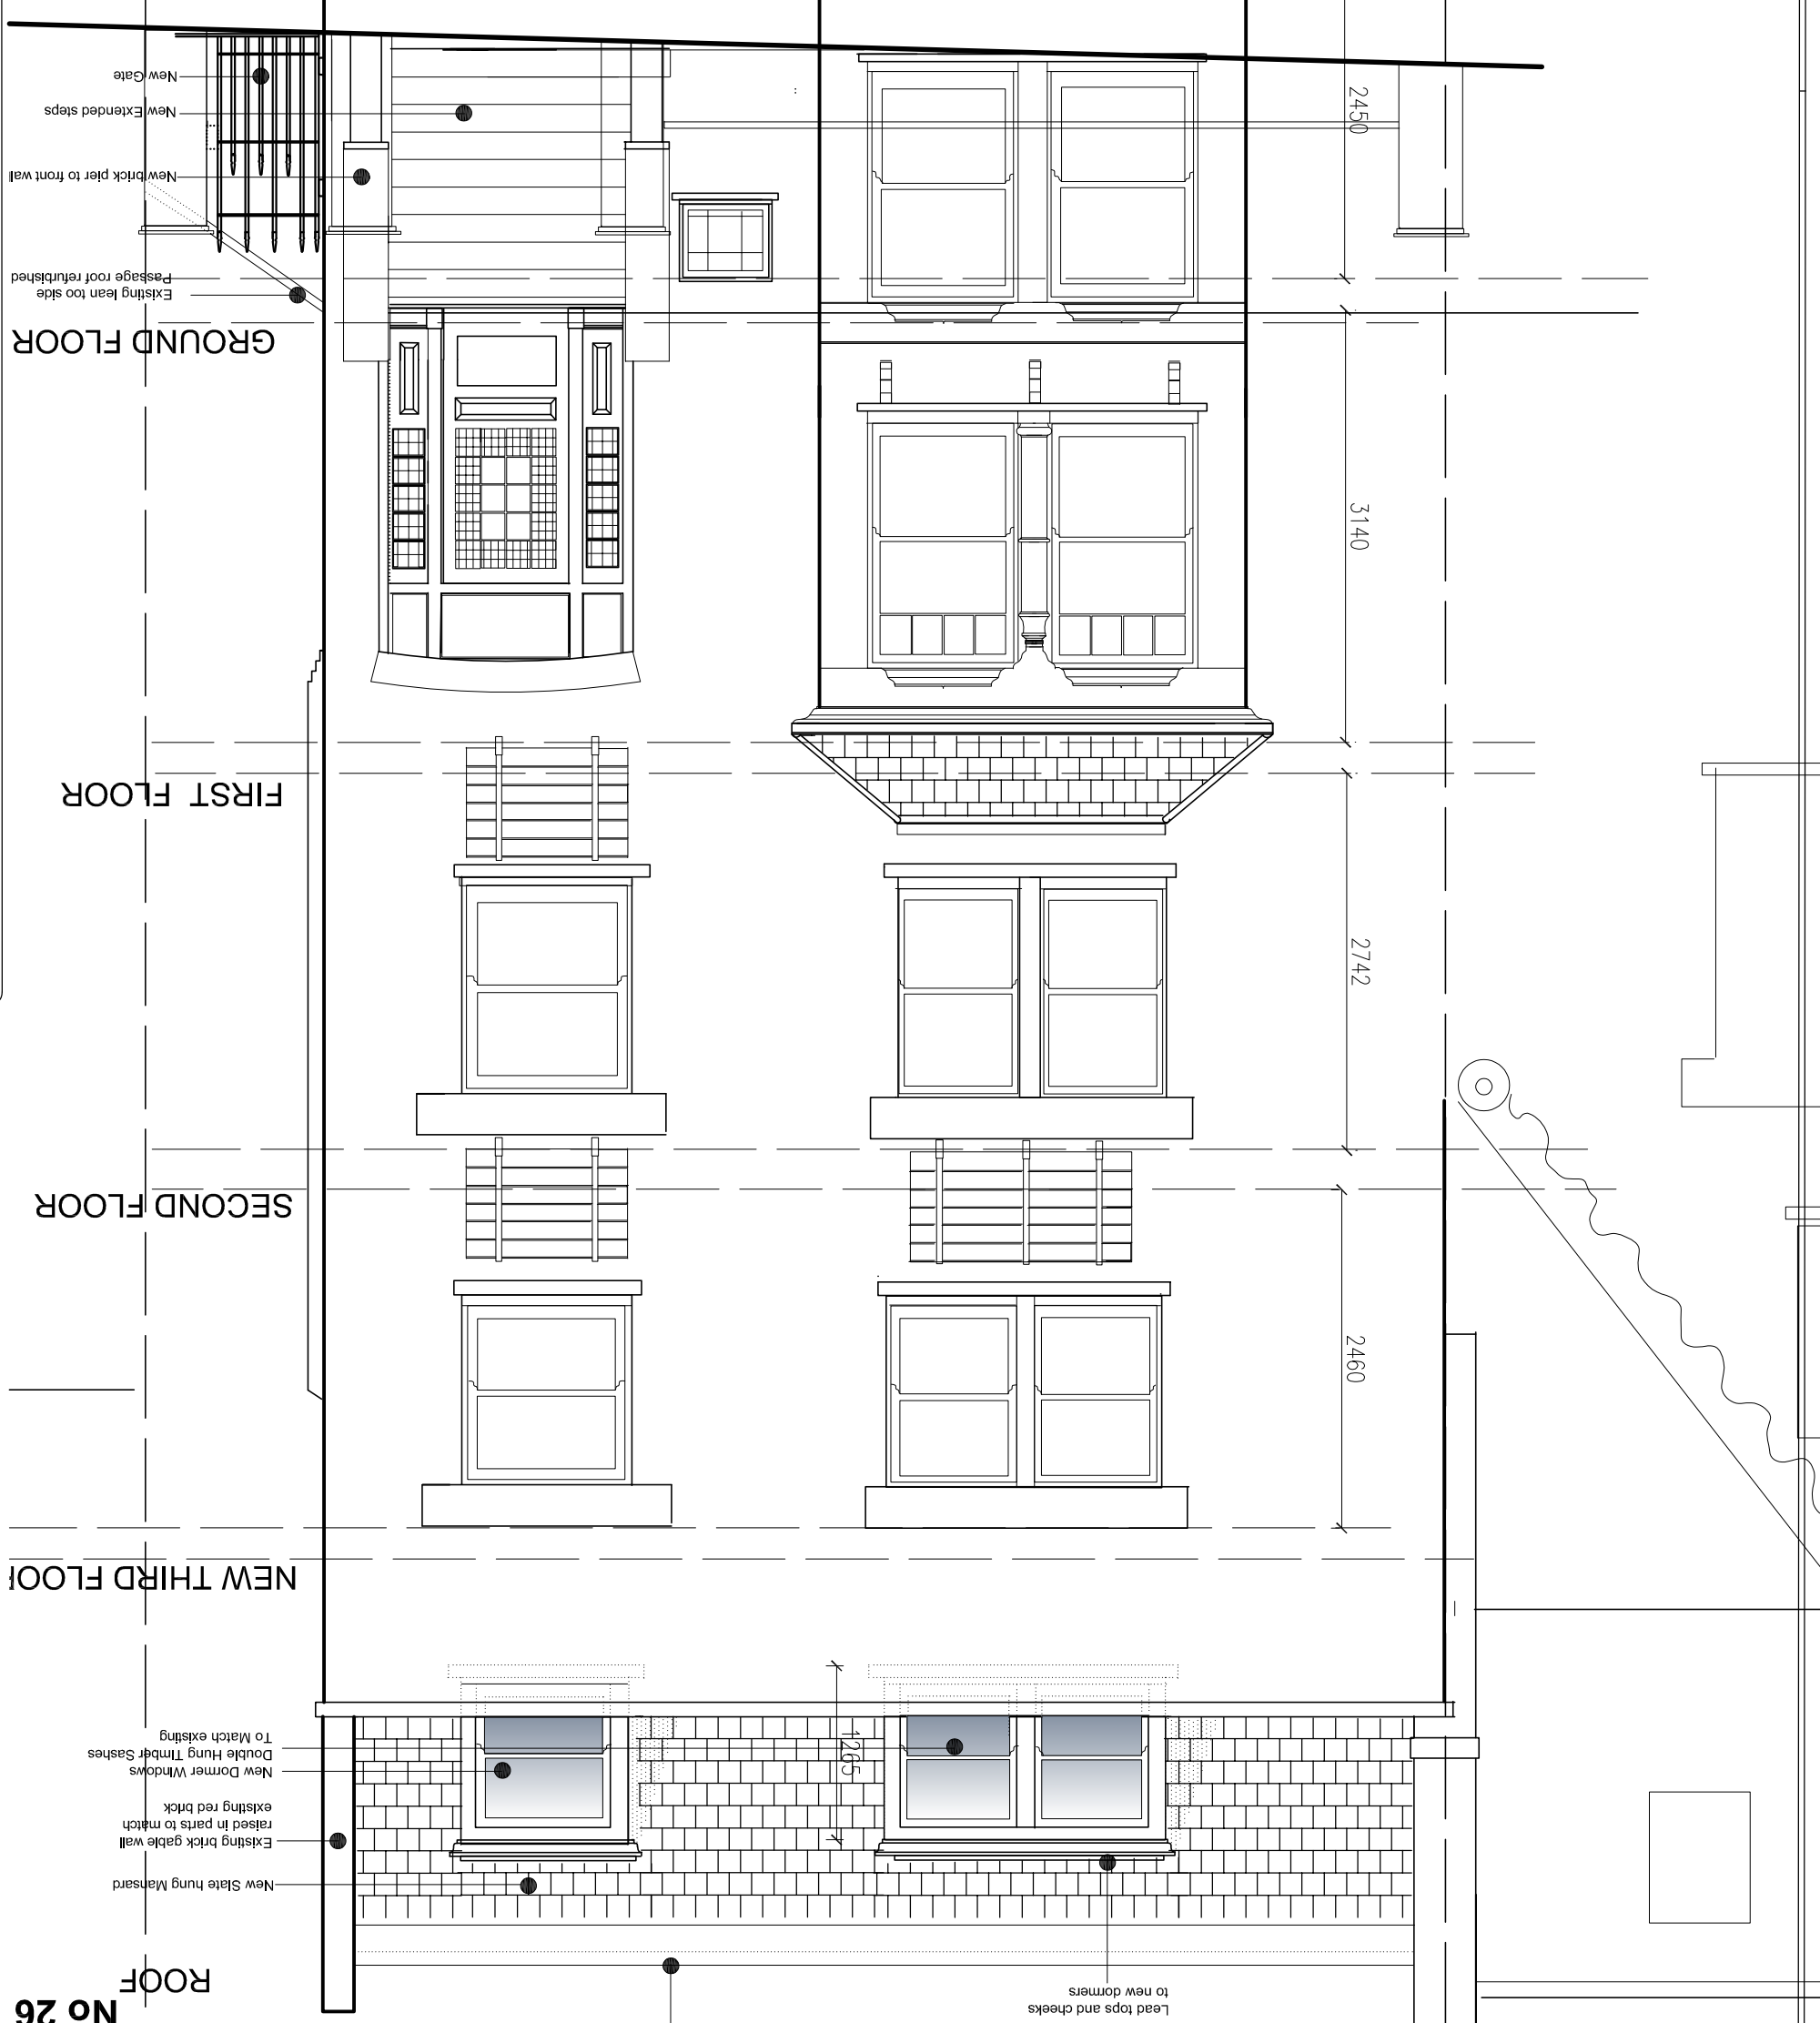 No 26
ROOF
Lead tops and cheeks
to new dormers
New Slate hung Mansard
Existing brick gable wall
raised in parts to match
existing red brick
New Dormer Windows
Double Hung Timber Sashes
To Match existing
1265
NEW THIRD FLOOR
2460
SECOND FLOOR
2742
FIRST FLOOR
3140
GROUND FLOOR
Existing lean too side
Passage roof refurbished
New brick pier to front wall
New Extended steps
New Gate
2450